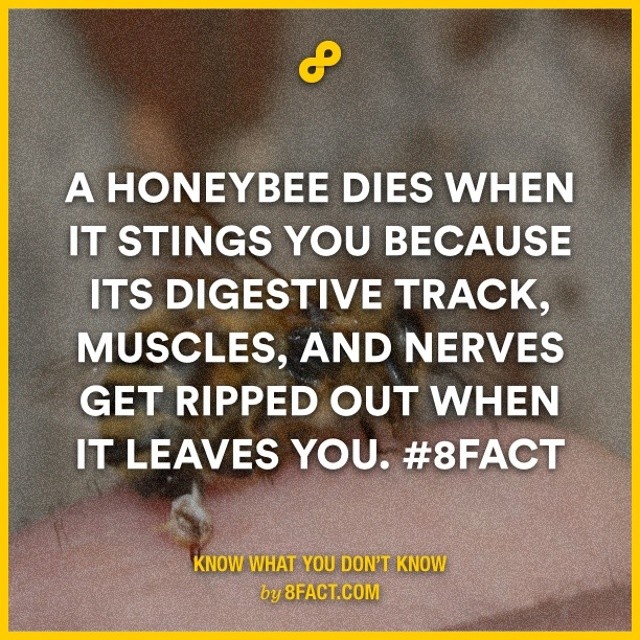 A HONEYBEE DIES WHEN
IT STINGS YOU BECAUSE
ITS DIGESTIVE TRACK,
MUSCLES, AND NERVES
GET RIPPED OUT WHEN
IT LEAVES YOU. #8FACT
KNOW WHAT YOU DON'T KNOW
by 8FACT.COM